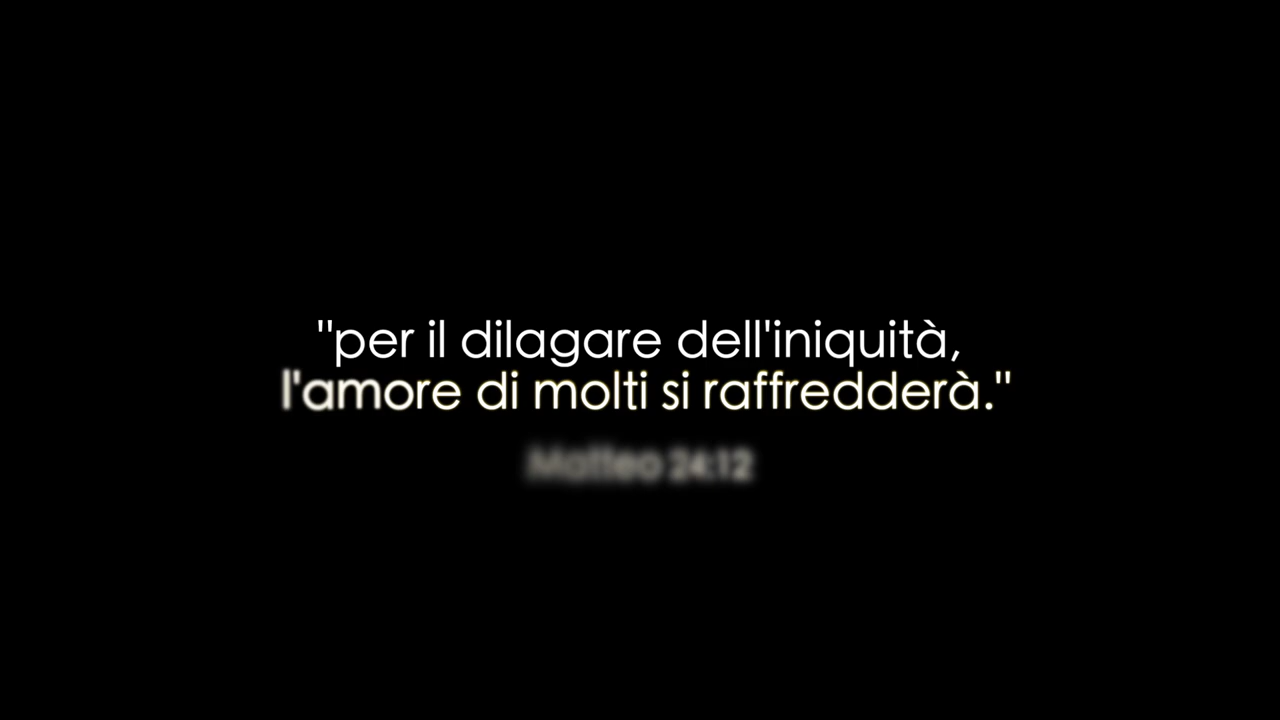 "per il dilagare dell'iniquità,
l'amore di molti si raffredderà."
Matteo 24:12